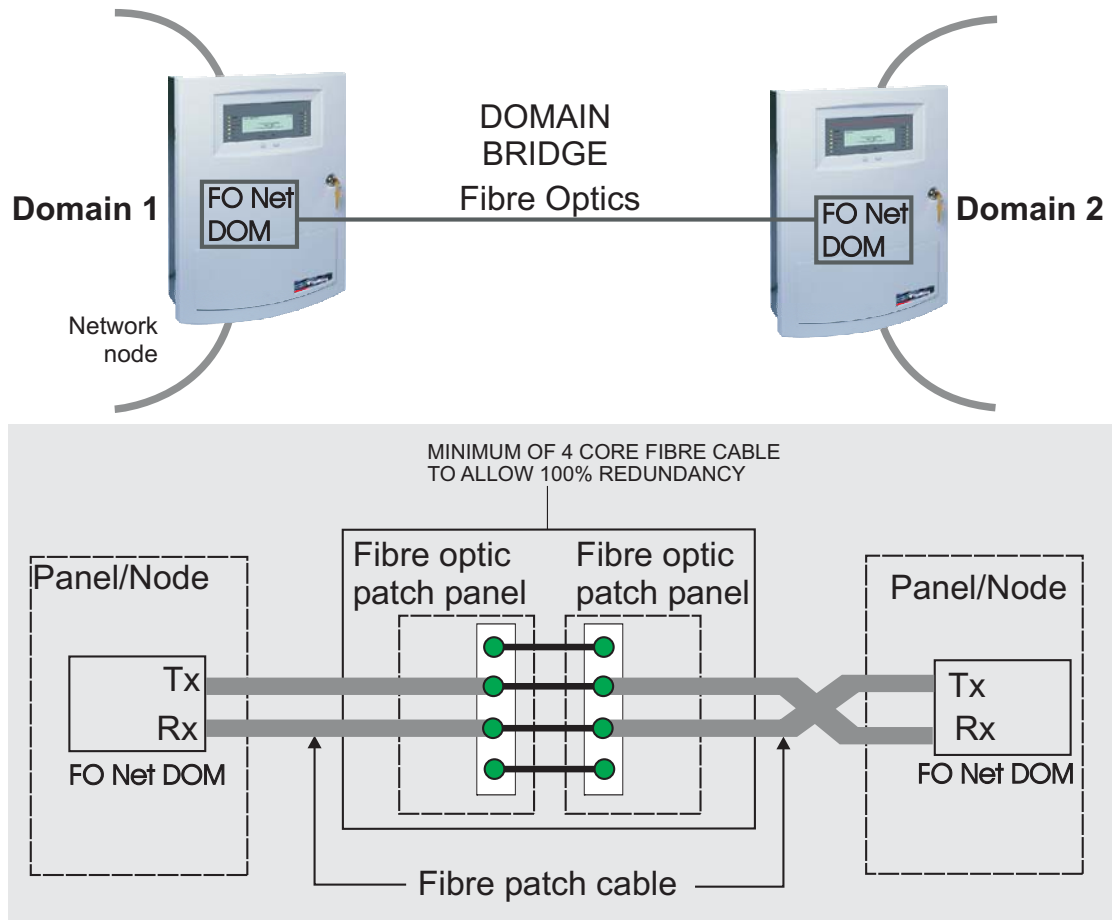 DOMAIN
BRIDGE
Fibre Optics
Domain 1
FO Net
DOM
FO Net
DOM
Domain 2
Network
node
MINIMUM OF 4 CORE FIBRE CABLE
TO ALLOW 100% REDUNDANCY
Panel/Node
Fibre optic
patch panel
Fibre optic
patch panel
Panel/Node
Tx
Rx
FO Net DOM
Tx
Rx
FO Net DOM
Fibre patch cable